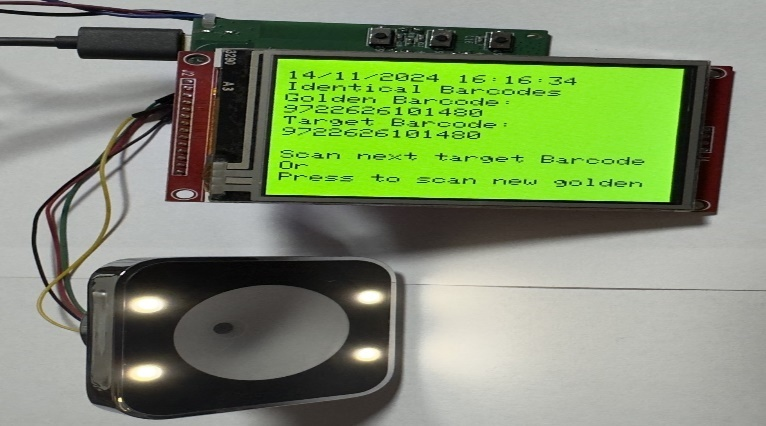 14/11/2024 16:16:34
Identical Barcodes
Golden Barcode:
9722626101480
Target Barcode:
9722626101480
Scan next target Barcode
Or
Press to scan new golden